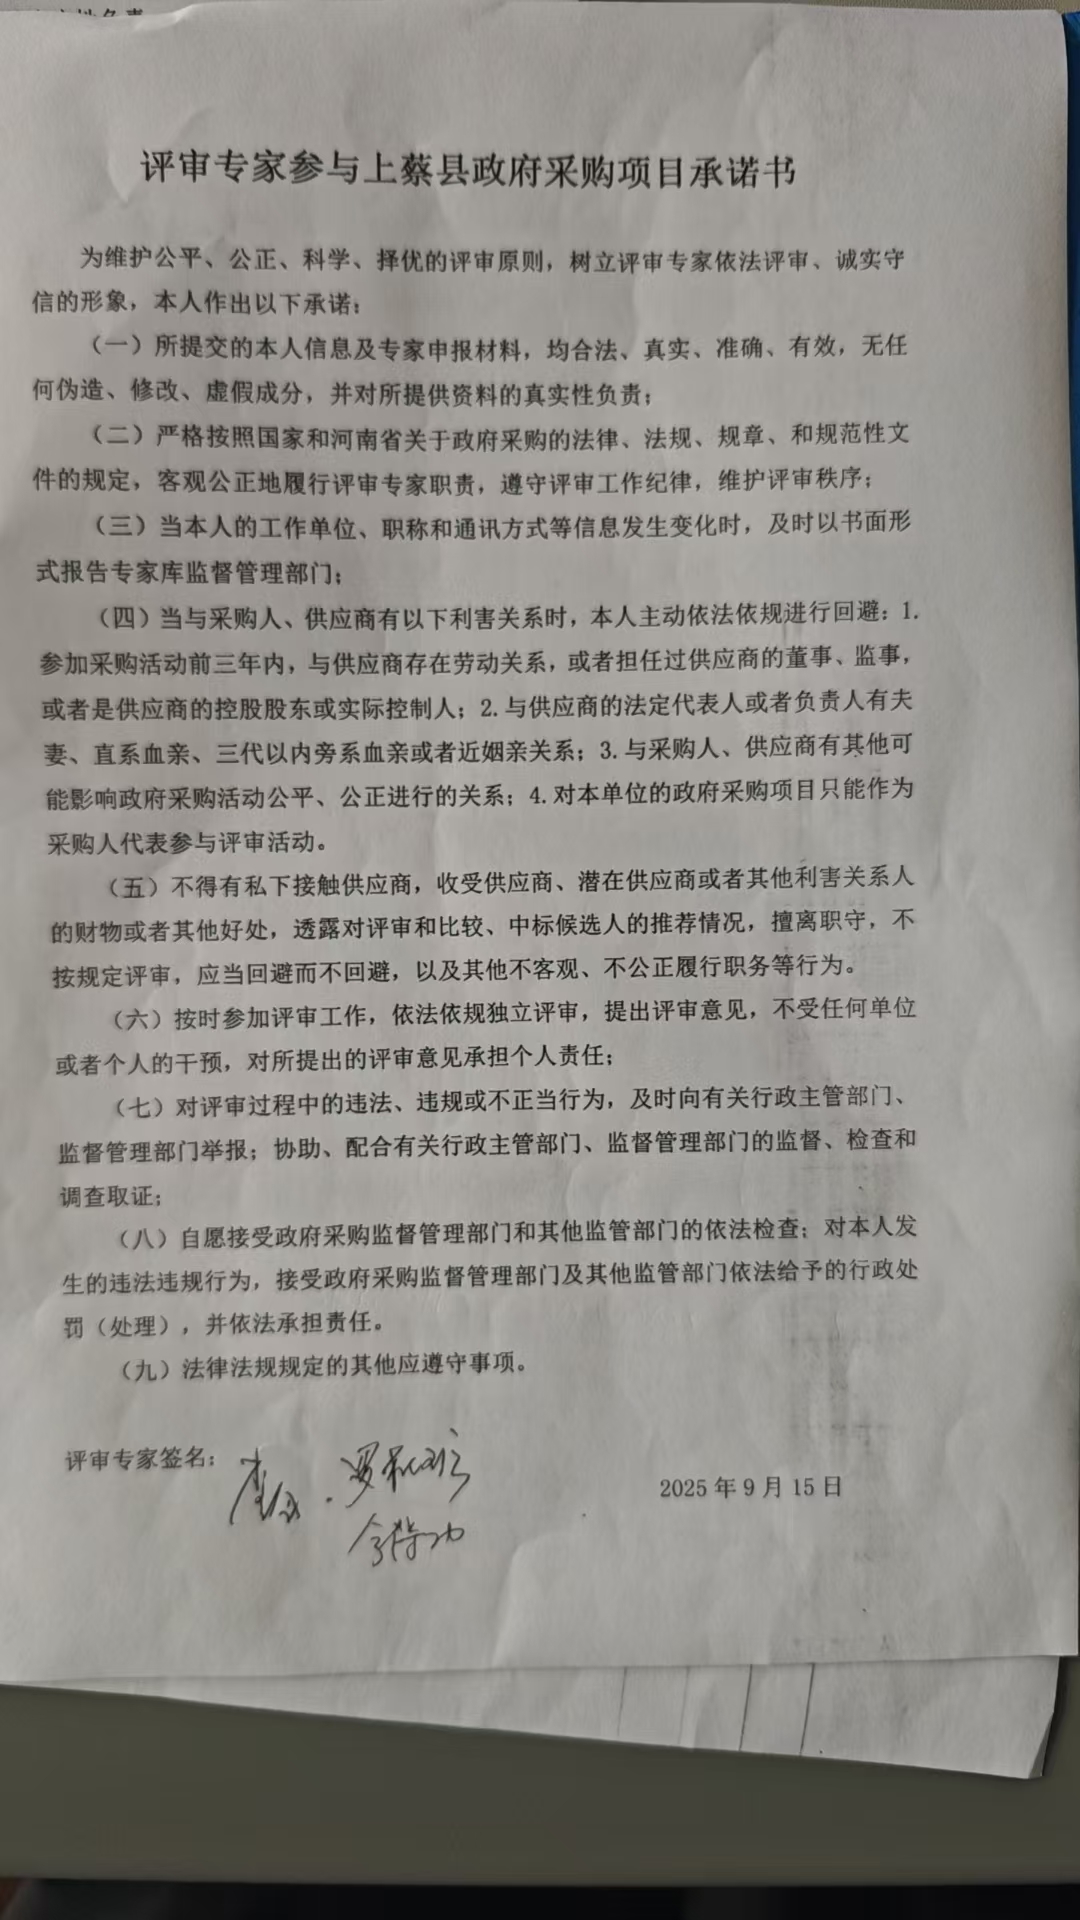 评审专家参与上蔡县政府采购项目承诺书
为维护公平、公正、科学、择优的评审原则，树立评审专家依法评审、诚实守
信的形象，本人作出以下承诺：
（一）所提交的本人信息及专家申报材料，均合法、真实、准确、有效，无任
何伪造、修改、虚假成分，并对所提供资料的真实性负责；
（二）严格按照国家和河南省关于政府采购的法律、法规、规章、和规范性文
件的规定，客观公正地履行评审专家职责，遵守评审工作纪律，维护评审秩序；
（三）当本人的工作单位、职称和通讯方式等信息发生变化时，及时以书面形
式报告专家库监督管理部门；
（四）当与采购人、供应商有以下利害关系时，本人主动依法依规进行回避：1.
参加采购活动前三年内，与供应商存在劳动关系，或者担任过供应商的董事、监事，
或者是供应商的控股股东或实际控制人；2.与供应商的法定代表人或者负责人有夫
妻、直系血亲、三代以内旁系血亲或者近姻亲关系；3.与采购人、供应商有其他可
能影响政府采购活动公平、公正进行的关系；4.对本单位的政府采购项目只能作为
采购人代表参与评审活动。
（五）不得有私下接触供应商，收受供应商、潜在供应商或者其他利害关系人
的财物或者其他好处，透露对评审和比较、中标候选人的推荐情况，擅离职守，不
按规定评审，应当回避而不回避，以及其他不客观、不公正履行职务等行为。
（六）按时参加评审工作，依法依规独立评审，提出评审意见，不受任何单位
或者个人的干预，对所提出的评审意见承担个人责任；
（七）对评审过程中的违法、违规或不正当行为，及时向有关行政主管部门、
监督管理部门举报；协助、配合有关行政主管部门、监督管理部门的监督、检查和
调查取证；
（八）自愿接受政府采购监督管理部门和其他监管部门的依法检查；对本人发
生的违法违规行为，接受政府采购监督管理部门及其他监管部门依法给予的行政处
罚（处理），并依法承担责任。
（九）法律法规规定的其他应遵守事项。
评审专家签名：
2025年9月15日